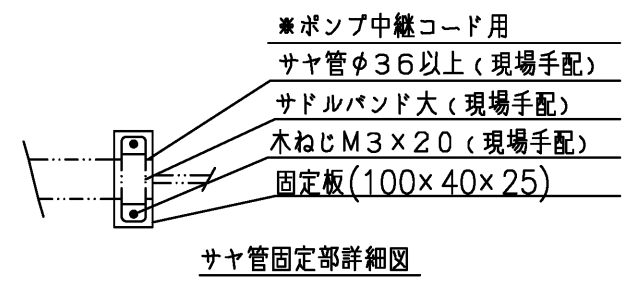 ※ポンプ中継コード用
サヤ管φ36以上(現場手配)
サドルバンド大(現場手配)
木ねじM3×20(現場手配)
固定板(100×40×25)
サヤ管固定部詳細図